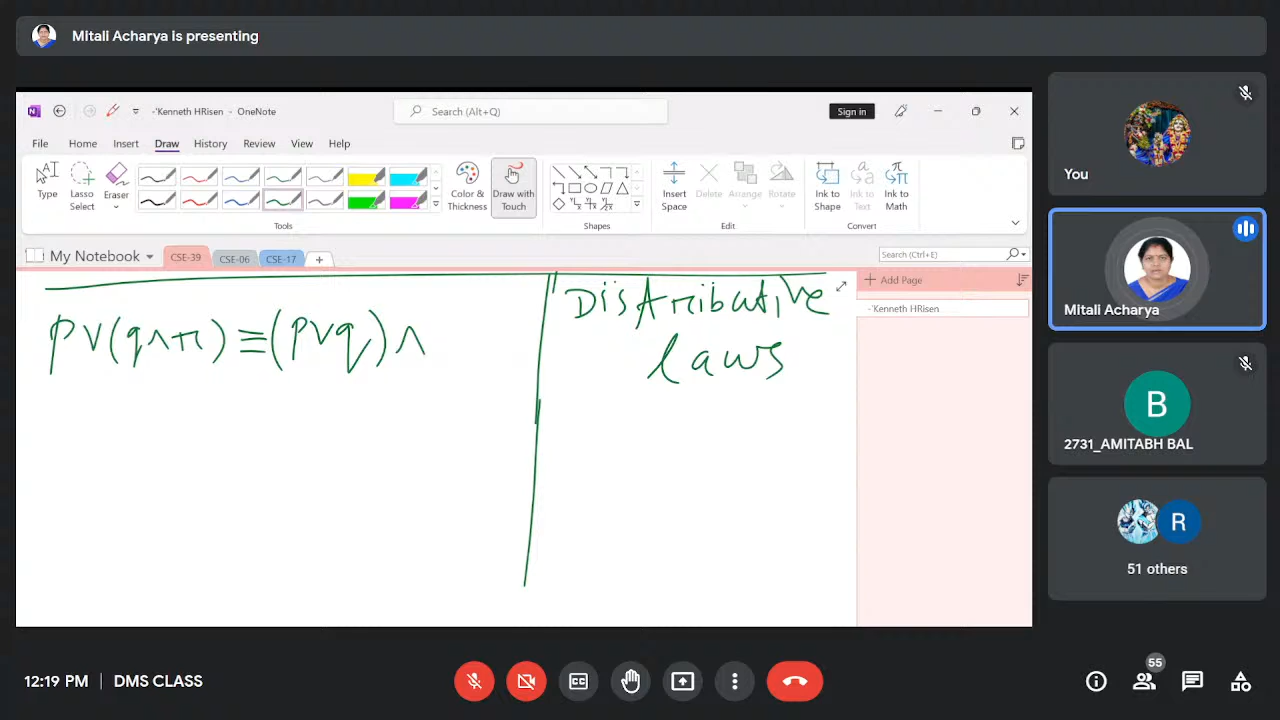 Mitali Acharya is presenting
-'Kenneth HRisen - OneNote
Search (Alt+Q)
Sign in
File Home Insert Draw History Review View Help
Type
Lasso Select
Eraser
Color & Thickness
Draw with Touch
Insert Space
Delete
Arrange
Rotate
Ink to Shape
Ink to Text
Ink to Math
Tools
Shapes
Edit
Convert
My Notebook
CSE-39
CSE-06
CSE-17
Search (Ctrl+E)
Add Page
-'Kenneth HRisen
Distributive
laws
p∨(q∧r)≡(p∨q)∧
You
Mitali Acharya
B
2731_AMITABH BAL
R
51 others
12:19 PM | DMS CLASS
55